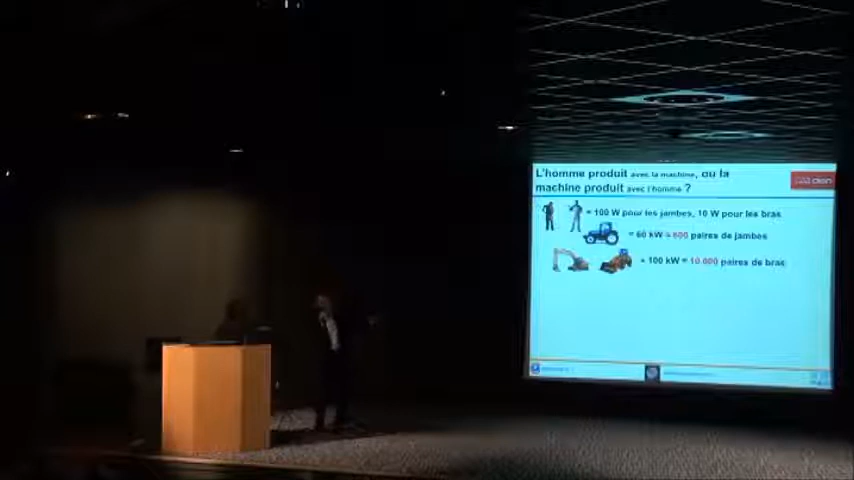 L'homme produit avec la machine, ou la
machine produit avec l'homme ?
= 100 W pour les jambes, 10 W pour les bras
= 60 kW = 600 paires de jambes
= 100 kW = 10 000 paires de bras